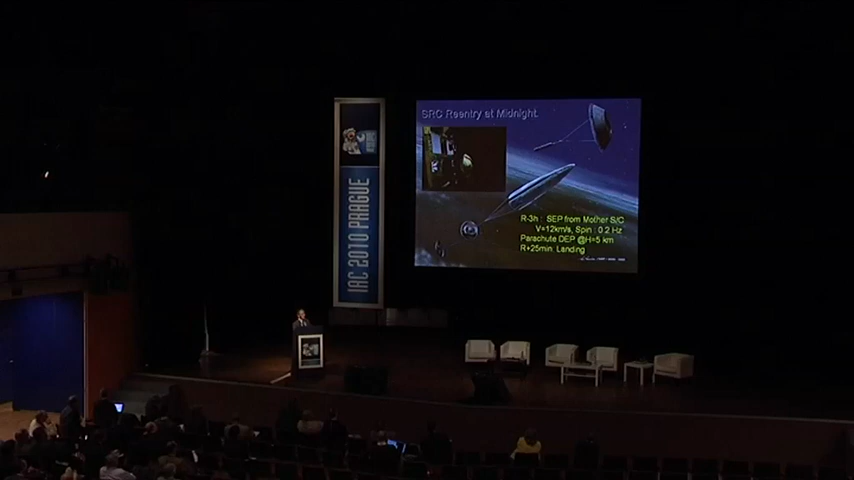 SRC Reentry at Midnight
R-3h : SEP from Mother S/C
V=12km/s, Spin : 0.2 Hz
Parachute DEP @H=5 km
R+25min. Landing
IAC 2010 PRAGUE